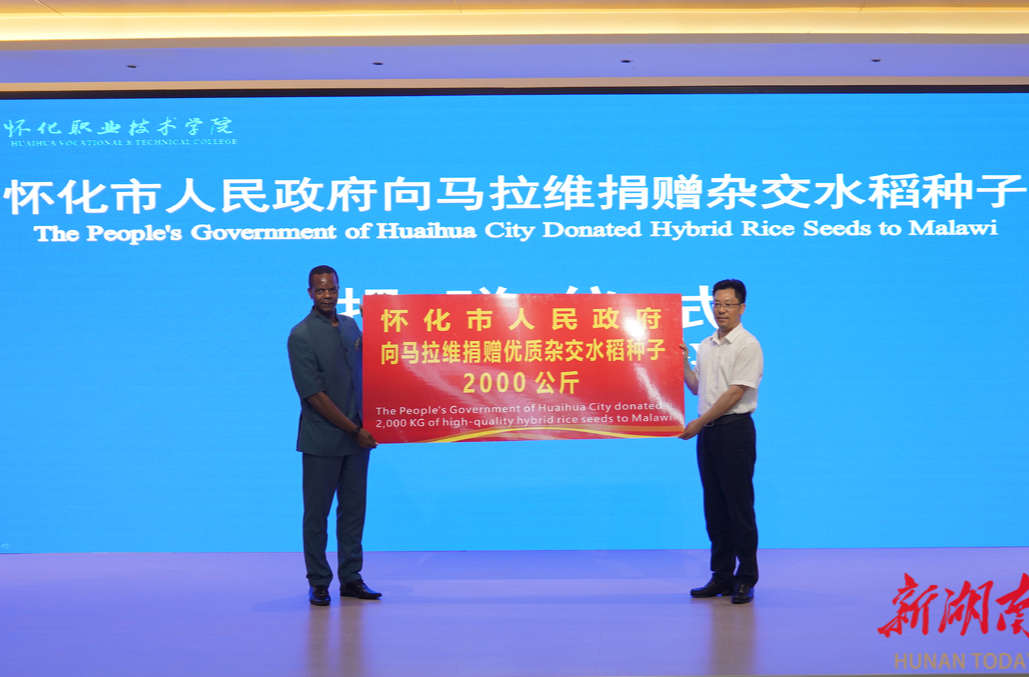 怀化职业技术学院
HUAIHUA VOCATIONAL & TECHNICAL COLLEGE
怀化市人民政府向马拉维捐赠杂交水稻种子
The People's Government of Huaihua City Donated Hybrid Rice Seeds to Malawi
式
怀化市人民政府
向马拉维捐赠优质杂交水稻种子
2000公斤
The People's Government of Huaihua City donated
2,000 KG of high-quality hybrid rice seeds to Malawi
新湖南
HUNAN TODA